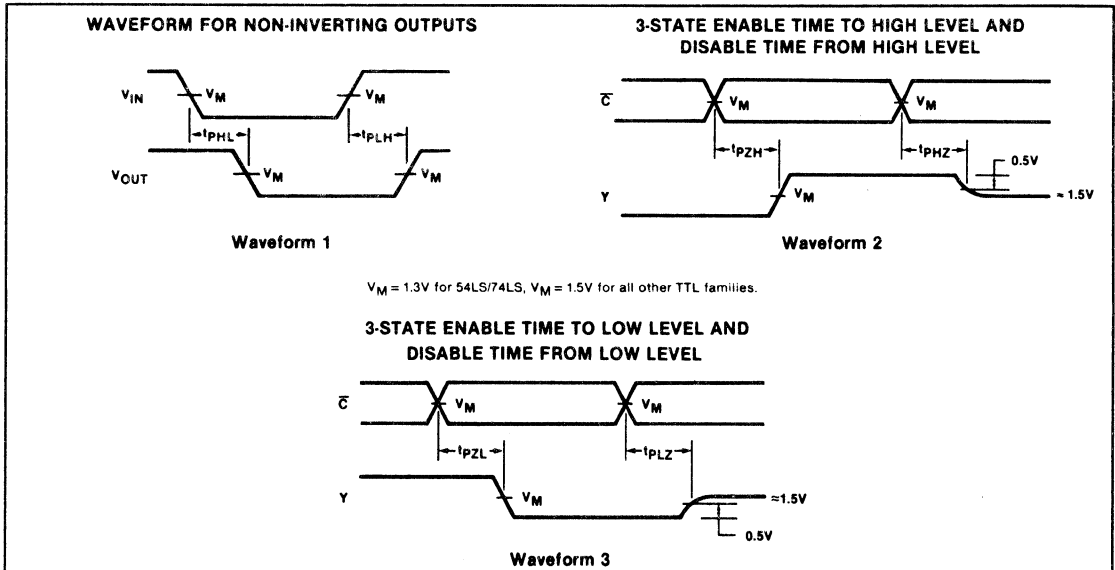 WAVEFORM FOR NON-INVERTING OUTPUTS
VIN
VM
VM
tPHL
tPLH
VOUT
VM
VM
Waveform 1
3-STATE ENABLE TIME TO HIGH LEVEL AND
DISABLE TIME FROM HIGH LEVEL
C̅
VM
VM
tPZH
tPHZ
0.5V
Y
VM
≈ 1.5V
Waveform 2
VM = 1.3V for 54LS/74LS, VM = 1.5V for all other TTL families.
3-STATE ENABLE TIME TO LOW LEVEL AND
DISABLE TIME FROM LOW LEVEL
C̅
VM
VM
tPZL
tPLZ
Y
VM
≈1.5V
0.5V
Waveform 3